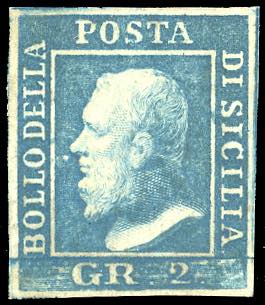 BOLLO DELLA
POSTA
DI SICILIA
GR 2